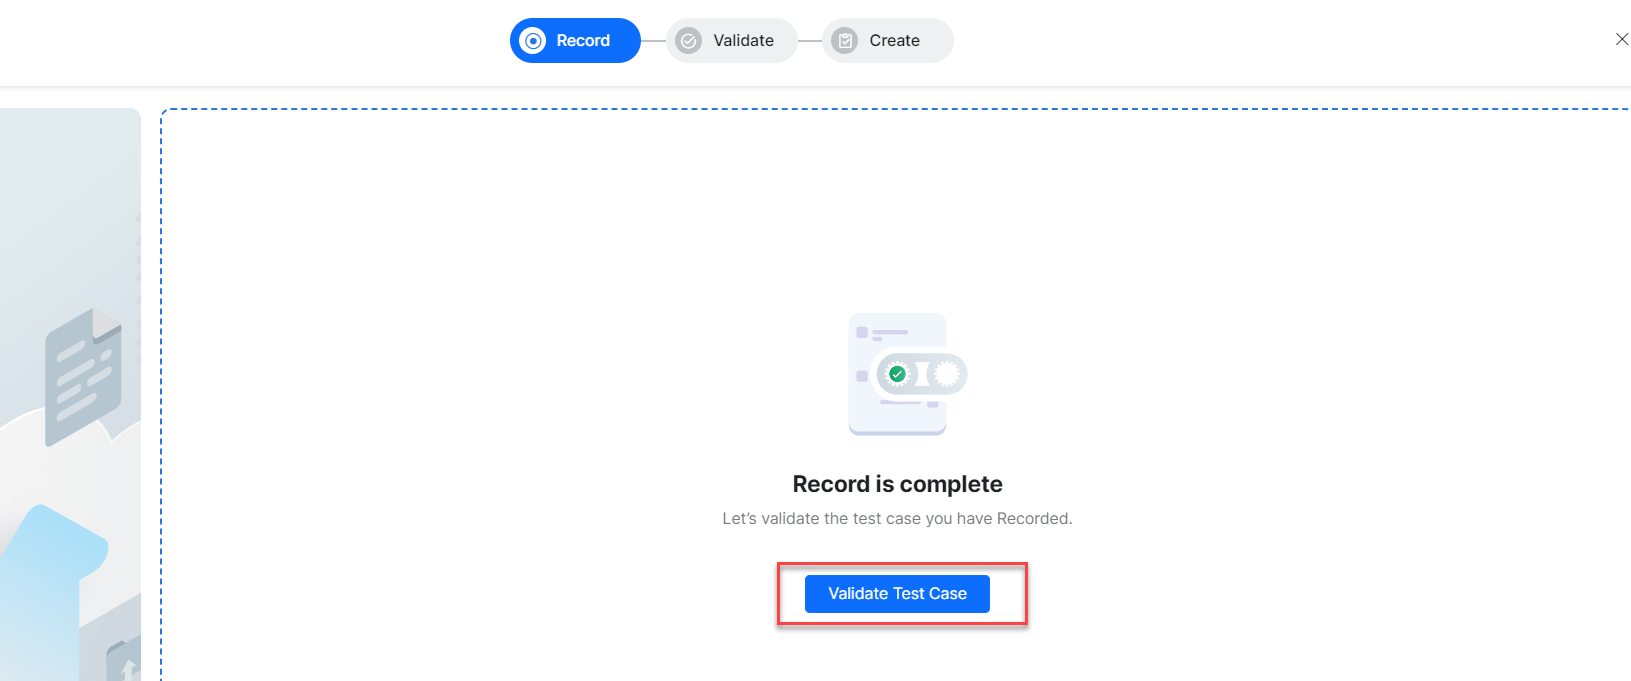 Record
Validate
Create
Record is complete
Let's validate the test case you have Recorded.
Validate Test Case